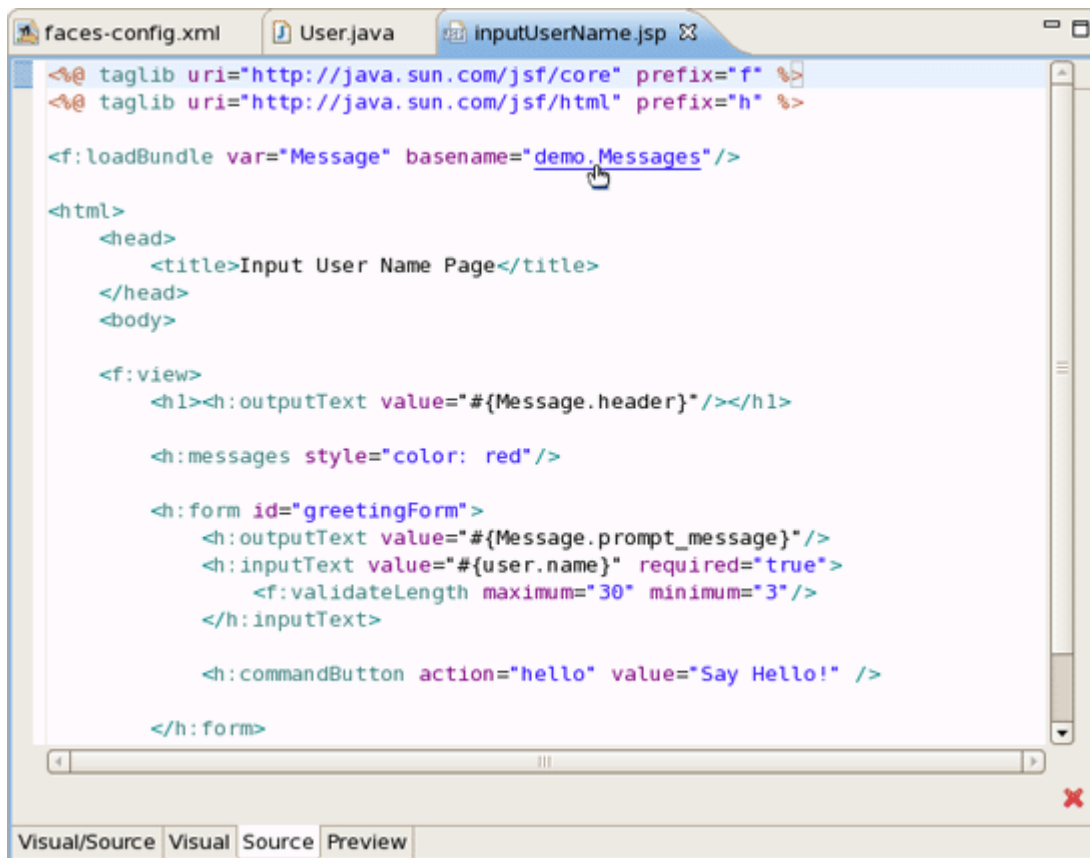 faces-config.xml User.java inputUserName.jsp
<%@ taglib uri="http://java.sun.com/jsf/core" prefix="f" %>
<%@ taglib uri="http://java.sun.com/jsf/html" prefix="h" %>
<f:loadBundle var="Message" basename="demo.Messages"/>
<html>
<head>
<title>Input User Name Page</title>
</head>
<body>
<f:view>
<h1><h:outputText value="#{Message.header}"/></h1>
<h:messages style="color: red"/>
<h:form id="greetingForm">
<h:outputText value="#{Message.prompt_message}"/>
<h:inputText value="#{user.name}" required="true">
<f:validateLength maximum="30" minimum="3"/>
</h:inputText>
<h:commandButton action="hello" value="Say Hello!" />
</h:form>
Visual/Source Visual Source Preview